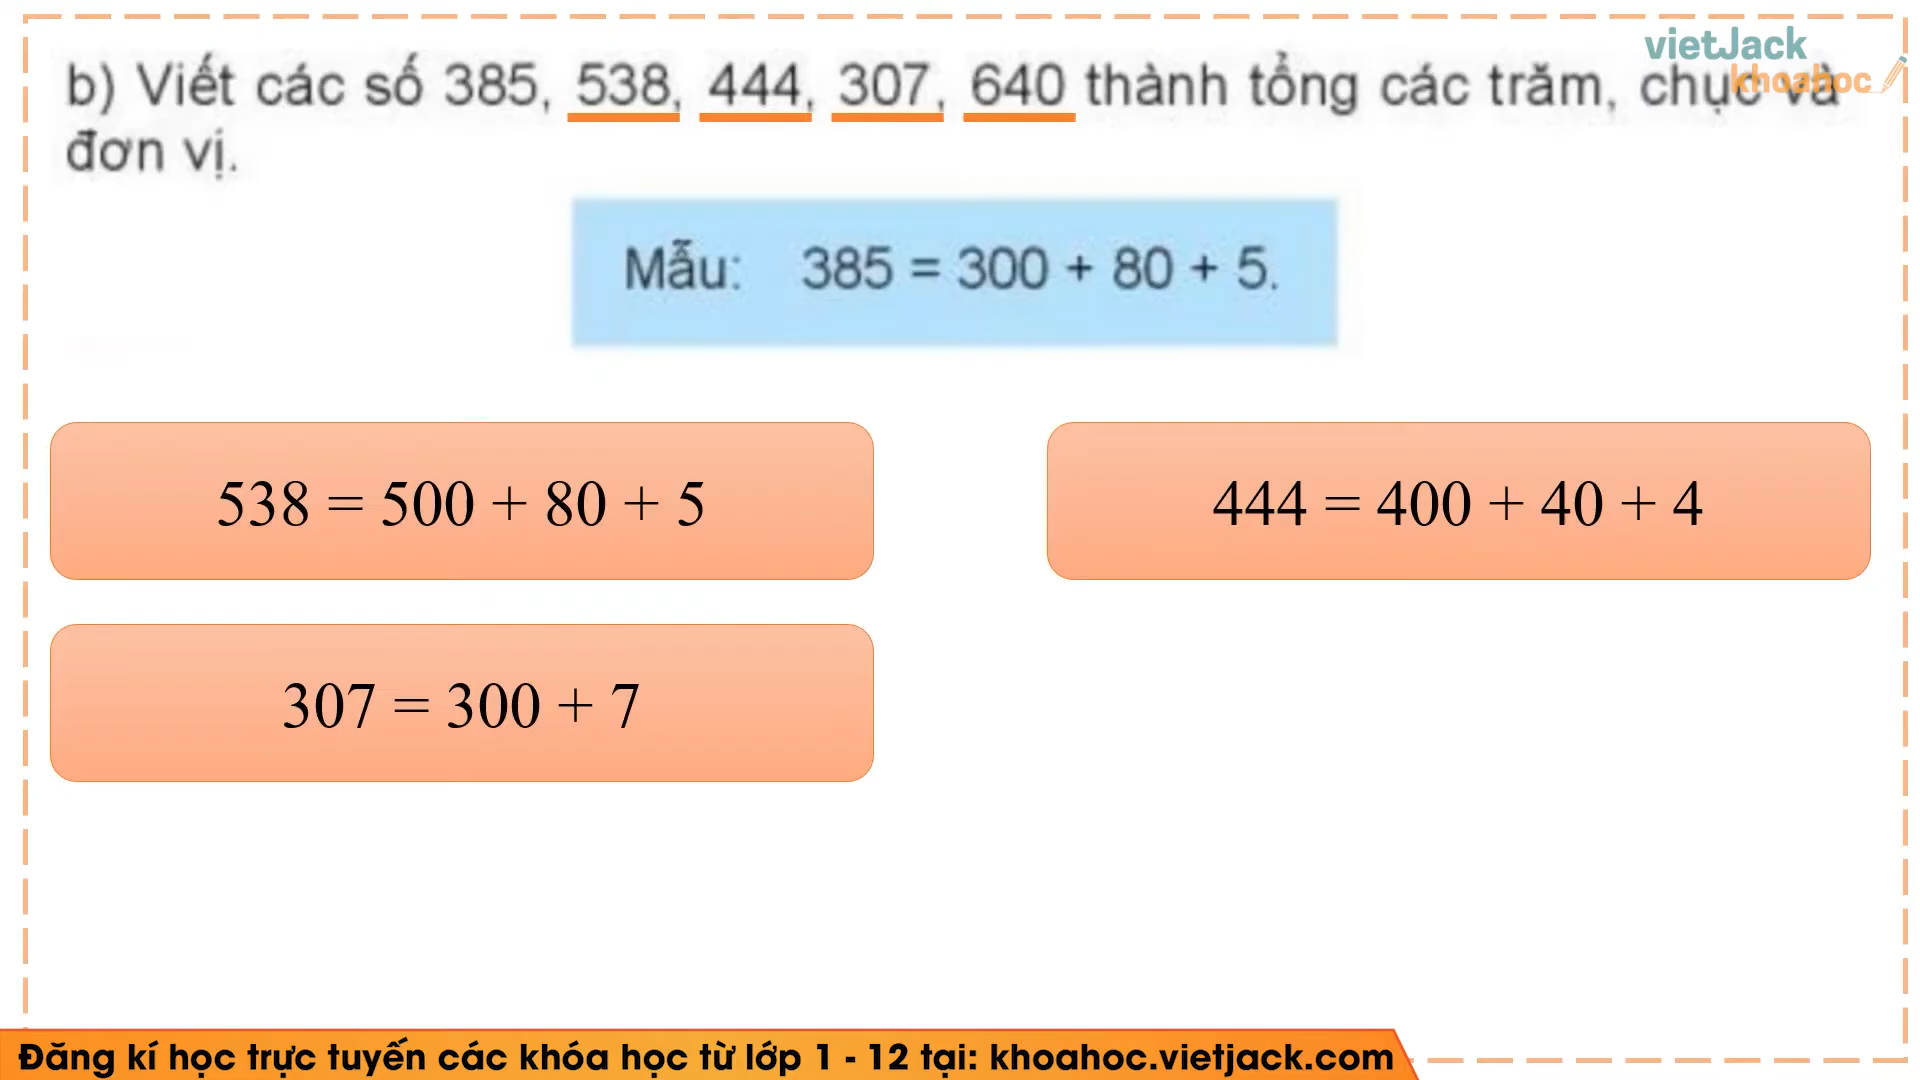 vietJack
khoahoc
b) Viết các số 385, 538, 444, 307, 640 thành tổng các trăm, chục và
đơn vị.
Mẫu: 385 = 300 + 80 + 5.
538 = 500 + 80 + 5
444 = 400 + 40 + 4
307 = 300 + 7
Đăng kí học trực tuyến các khóa học từ lớp 1 - 12 tại: khoahoc.vietjack.com